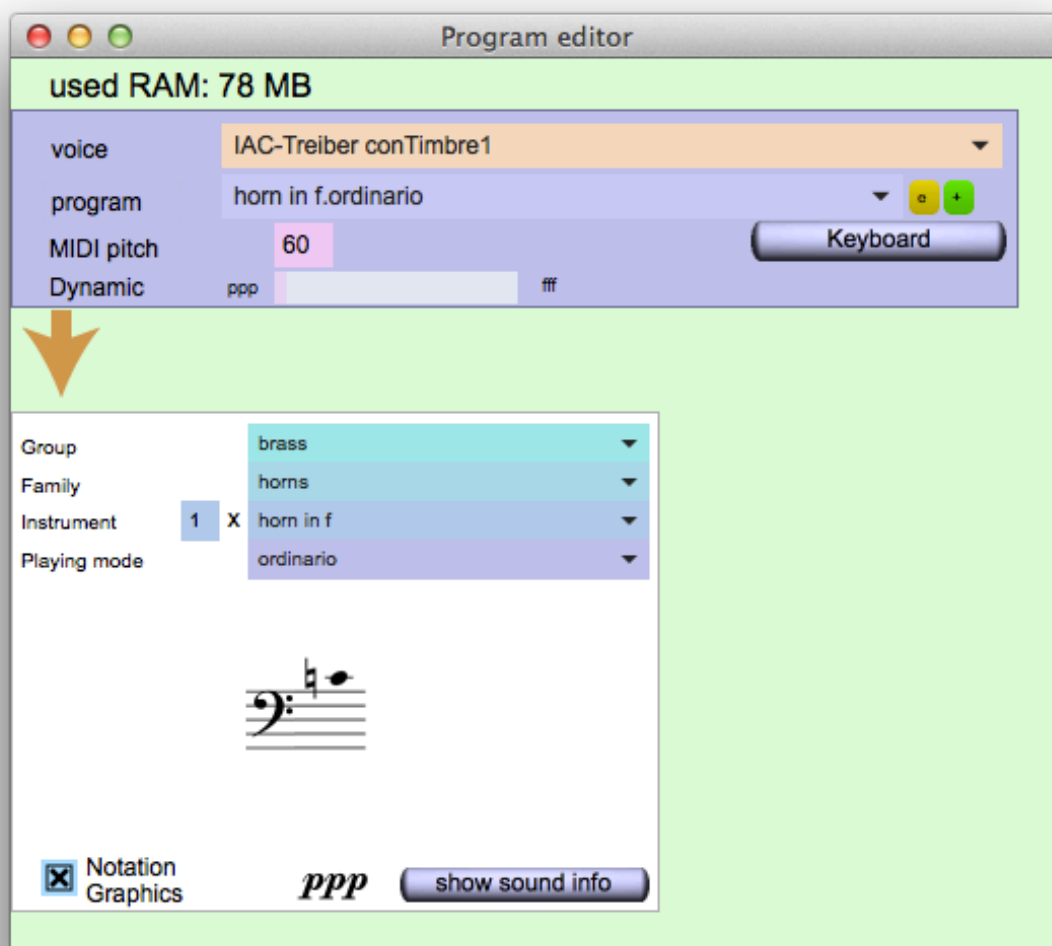 Program editor
used RAM: 78 MB
voice IAC-Treiber conTimbre1
program horn in f.ordinario e +
MIDI pitch 60 Keyboard
Dynamic ppp fff
Group brass
Family horns
Instrument 1 X horn in f
Playing mode ordinario
Notation
Graphics ppp show sound info